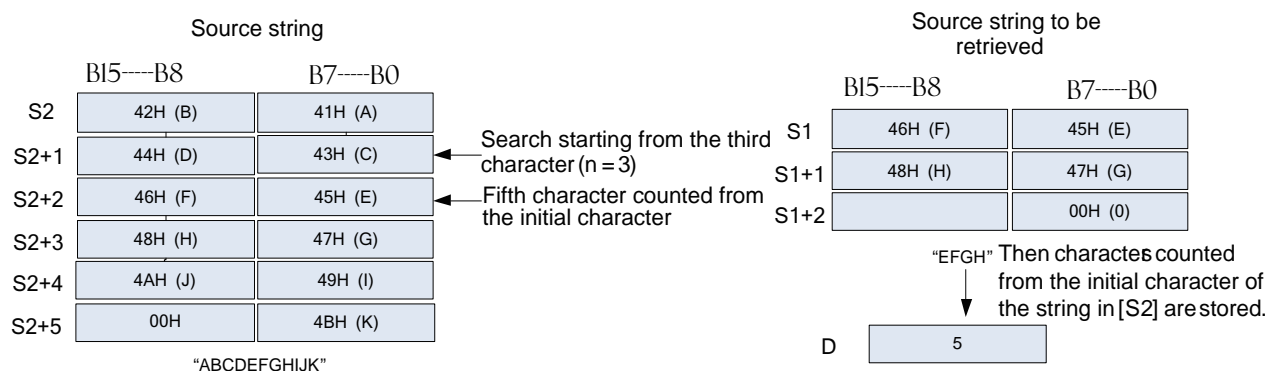 Source string
B15-----B8 B7-----B0
S2 42H (B) 41H (A)
S2+1 44H (D) 43H (C)
S2+2 46H (F) 45H (E)
S2+3 48H (H) 47H (G)
S2+4 4AH (J) 49H (I)
S2+5 00H 4BH (K)
“ABCDEFGHIJK”
Search starting from the third
character (n = 3)
Fifth character counted from
the initial character
Source string to be
retrieved
B15-----B8 B7-----B0
S1 46H (F) 45H (E)
S1+1 48H (H) 47H (G)
S1+2 00H (0)
“EFGH” Then characters counted
from the initial character of
the string in [S2] are stored.
D 5